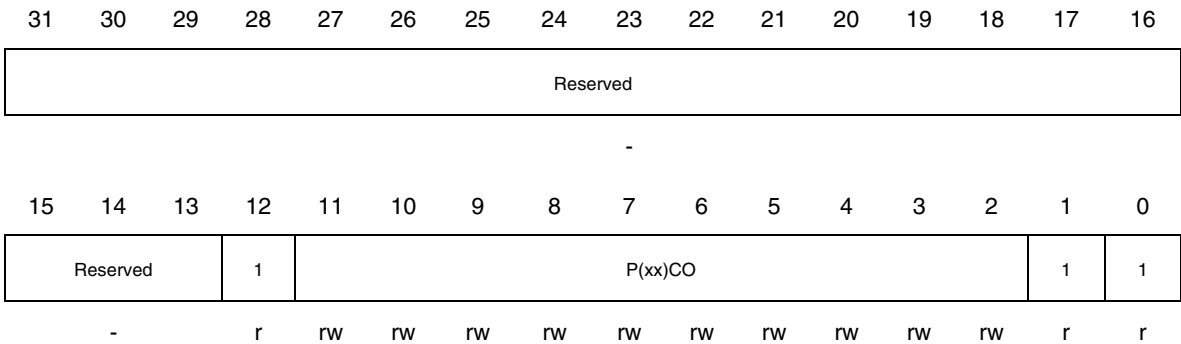 31 30 29 28 27 26 25 24 23 22 21 20 19 18 17 16
Reserved
-
15 14 13 12 11 10 9 8 7 6 5 4 3 2 1 0
Reserved 1 P(xx)CO 1 1
- r rw rw rw rw rw rw rw rw rw rw r r